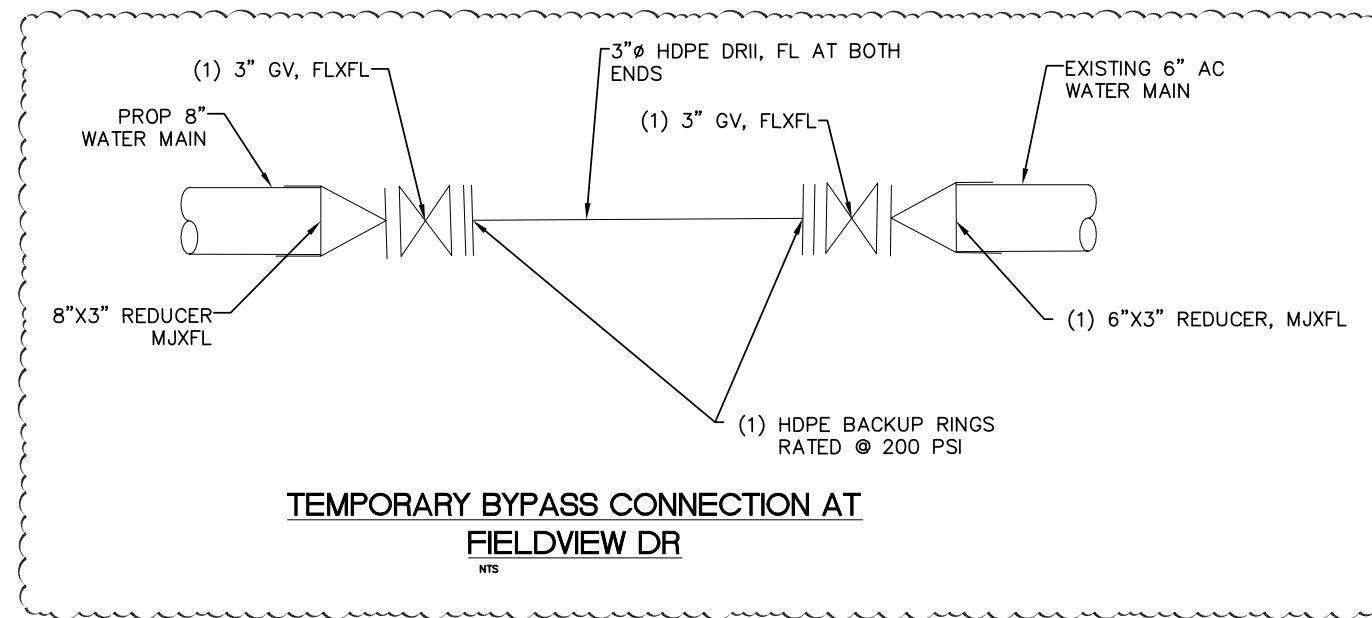 (1) 3" GV, FLXFL
3"ø HDPE DR11, FL AT BOTH
ENDS
EXISTING 6" AC
WATER MAIN
PROP 8"
WATER MAIN
(1) 3" GV, FLXFL
8"X3" REDUCER
MJXFL
(1) 6"X3" REDUCER, MJXFL
(1) HDPE BACKUP RINGS
RATED @ 200 PSI
TEMPORARY BYPASS CONNECTION AT
FIELDVIEW DR
NTS